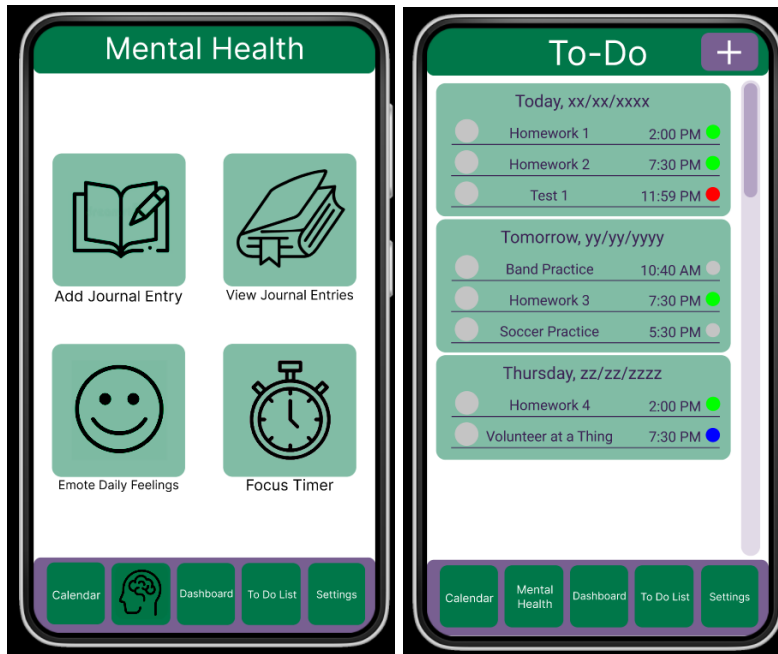 Mental Health
Add Journal Entry
View Journal Entries
Emote Daily Feelings
Focus Timer
Calendar
Dashboard
To Do List
Settings
To-Do
+
Today, xx/xx/xxxx
Homework 1 2:00 PM
Homework 2 7:30 PM
Test 1 11:59 PM
Tomorrow, yy/yy/yyyy
Band Practice 10:40 AM
Homework 3 7:30 PM
Soccer Practice 5:30 PM
Thursday, zz/zz/zzzz
Homework 4 2:00 PM
Volunteer at a Thing 7:30 PM
Calendar
Mental
Health
Dashboard
To Do List
Settings